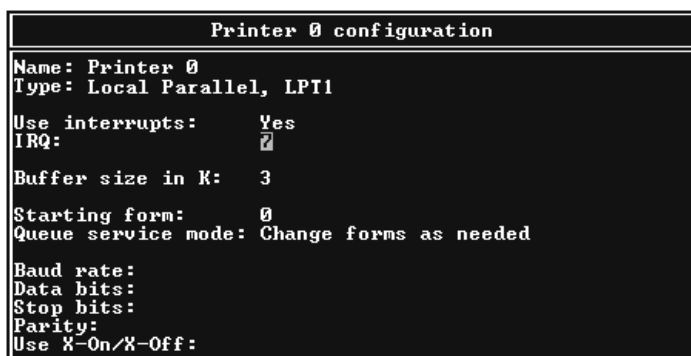 Printer 0 configuration
Name: Printer 0
Type: Local Parallel, LPT1
Use interrupts: Yes
IRQ: 7
Buffer size in K: 3
Starting form: 0
Queue service mode: Change forms as needed
Baud rate:
Data bits:
Stop bits:
Parity:
Use X-On/X-Off: